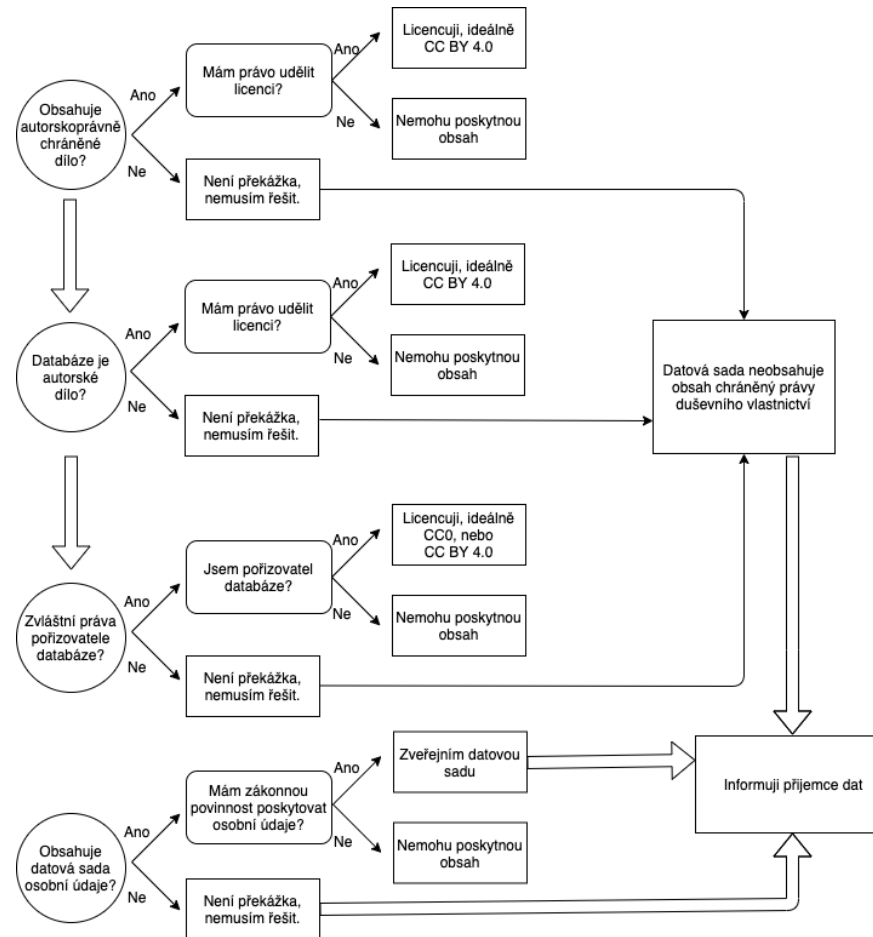 Obsahuje
autorskoprávně
chráněné
dílo?
Ano
Ne
Mám právo udělit
licenci?
Ano
Ne
Licencuji, ideálně
CC BY 4.0
Nemohu poskytnou
obsah
Není překážka,
nemusím řešit.
Databáze je
autorské
dílo?
Ano
Ne
Mám právo udělit
licenci?
Ano
Ne
Licencuji, ideálně
CC BY 4.0
Nemohu poskytnou
obsah
Není překážka,
nemusím řešit.
Datová sada neobsahuje
obsah chráněný právy
duševního vlastnictví
Zvláštní práva
pořizovatele
databáze?
Ano
Ne
Jsem pořizovatel
databáze?
Ano
Ne
Licencuji, ideálně
CC0, nebo
CC BY 4.0
Nemohu poskytnou
obsah
Není překážka,
nemusím řešit.
Obsahuje
datová sada
osobní údaje?
Ano
Ne
Mám zákonnou
povinnost poskytovat
osobní údaje?
Ano
Ne
Zveřejním datovou
sadu
Nemohu poskytnou
obsah
Není překážka,
nemusím řešit.
Informuji přijemce dat